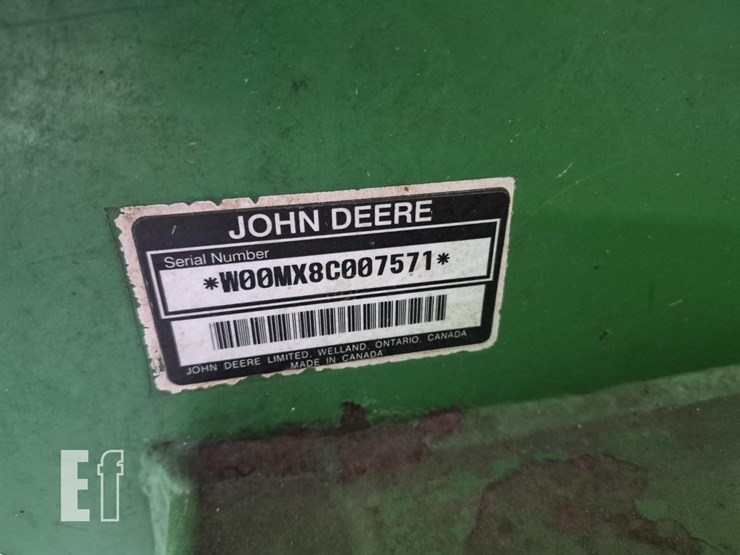 JOHN DEERE
Serial Number
*W00MX8C007571*
JOHN DEERE LIMITED, WELLAND, ONTARIO, CANADA
MADE IN CANADA
Ef